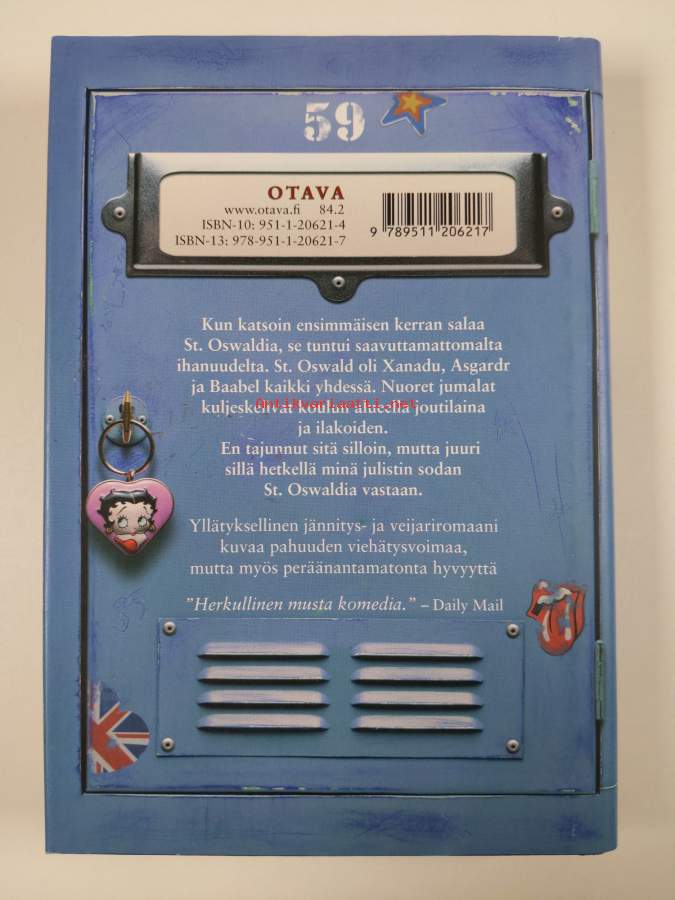 59
OTAVA
www.otava.fi 84.2
ISBN-10: 951-1-20621-4
ISBN-13: 978-951-1-20621-7
9 789511 206217
Kun katsoin ensimmäisen kerran salaa
St. Oswaldia, se tuntui saavuttamattomalta
ihanuudelta. St. Oswald oli Xanadu, Asgardr
ja Baabel kaikki yhdessä. Nuoret jumalat
kuljeskelivat koulun alueella joutilaina
Antikvariaatti.net
ja ilakoiden.
En tajunnut sitä silloin, mutta juuri
sillä hetkellä minä julistin sodan
St. Oswaldia vastaan.
Yllätyksellinen jännitys- ja veijariromaani
kuvaa pahuuden viehätysvoimaa,
mutta myös peräänantamatonta hyvyyttä
"Herkullinen musta komedia." – Daily Mail